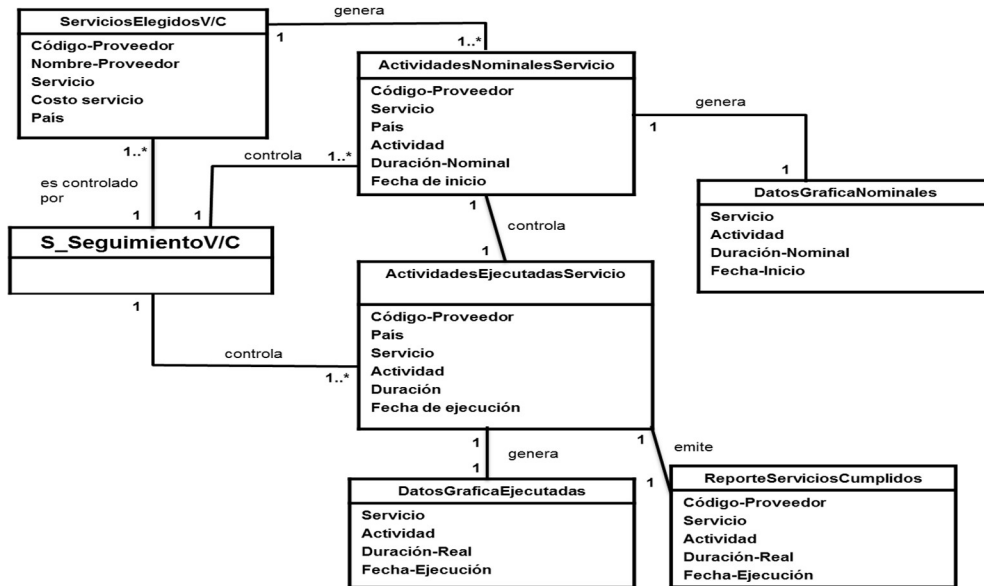 ServiciosElegidosV/C
Código-Proveedor
Nombre-Proveedor
Servicio
Costo servicio
País
genera
1
1..*
ActividadesNominalesServicio
Código-Proveedor
Servicio
País
Actividad
Duración-Nominal
Fecha de inicio
genera
1
1
DatosGraficaNominales
Servicio
Actividad
Duración-Nominal
Fecha-Inicio
1..*
es controlado
por
1
controla
1..*
1
S_SeguimientoV/C
1
controla
1
ActividadesEjecutadasServicio
Código-Proveedor
País
Servicio
Actividad
Duración
Fecha de ejecución
1
controla
1..*
1
genera
1
DatosGraficaEjecutadas
Servicio
Actividad
Duración-Real
Fecha-Ejecución
1
emite
1
ReporteServiciosCumplidos
Código-Proveedor
Servicio
Actividad
Duración-Real
Fecha-Ejecución